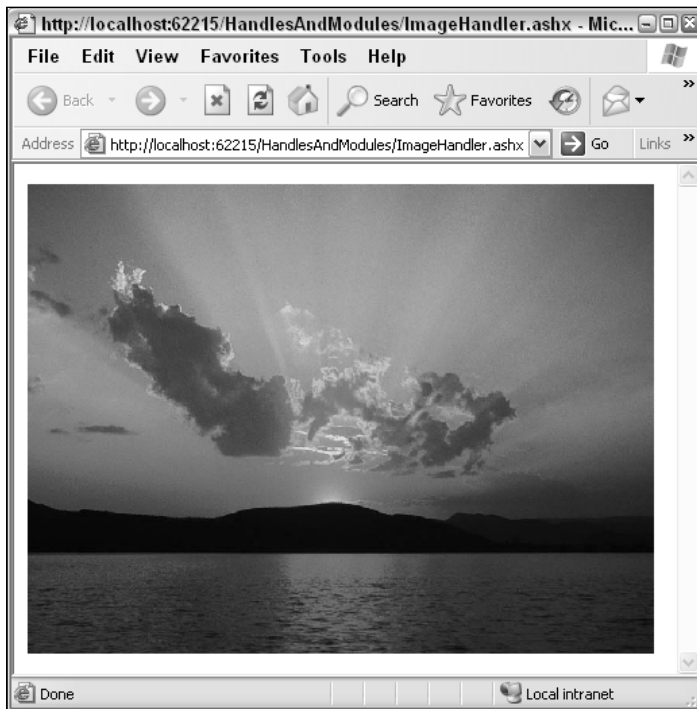 http://localhost:62215/HandlesAndModules/ImageHandler.ashx - Mic...
File Edit View Favorites Tools Help
Back Search Favorites
Address http://localhost:62215/HandlesAndModules/ImageHandler.ashx Go Links
Done Local intranet